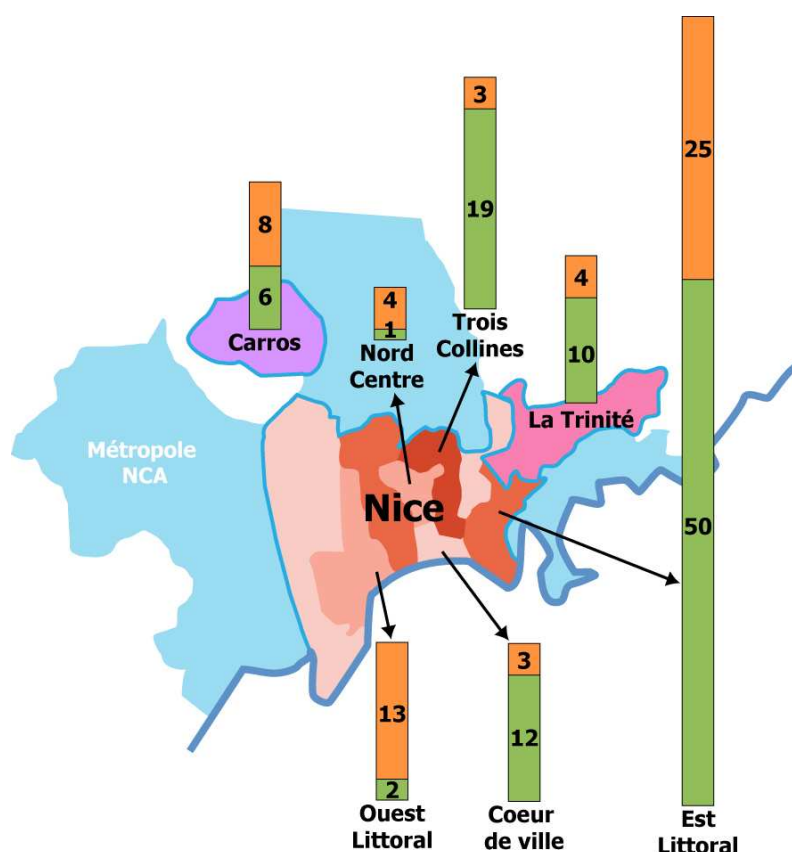 3
25
19
8
6
Carros
4
1
Nord
Centre
Trois
Collines
4
10
La Trinité
Métropole
NCA
Nice
50
13
2
Ouest
Littoral
3
12
Coeur
de ville
Est
Littoral